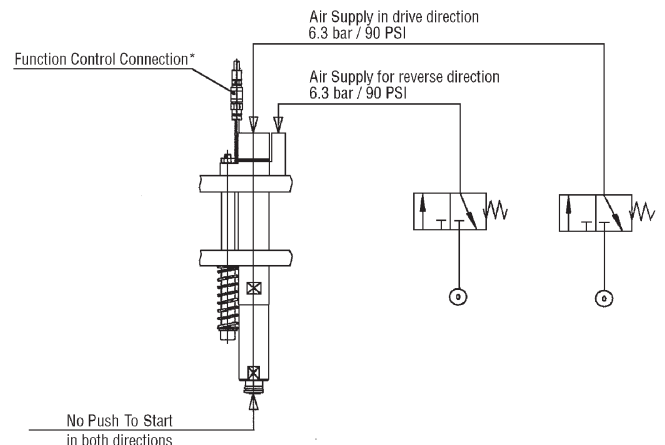 Air Supply in drive direction
6.3 bar / 90 PSI
Function Control Connection*
Air Supply for reverse direction
6.3 bar / 90 PSI
No Push To Start
in both directions